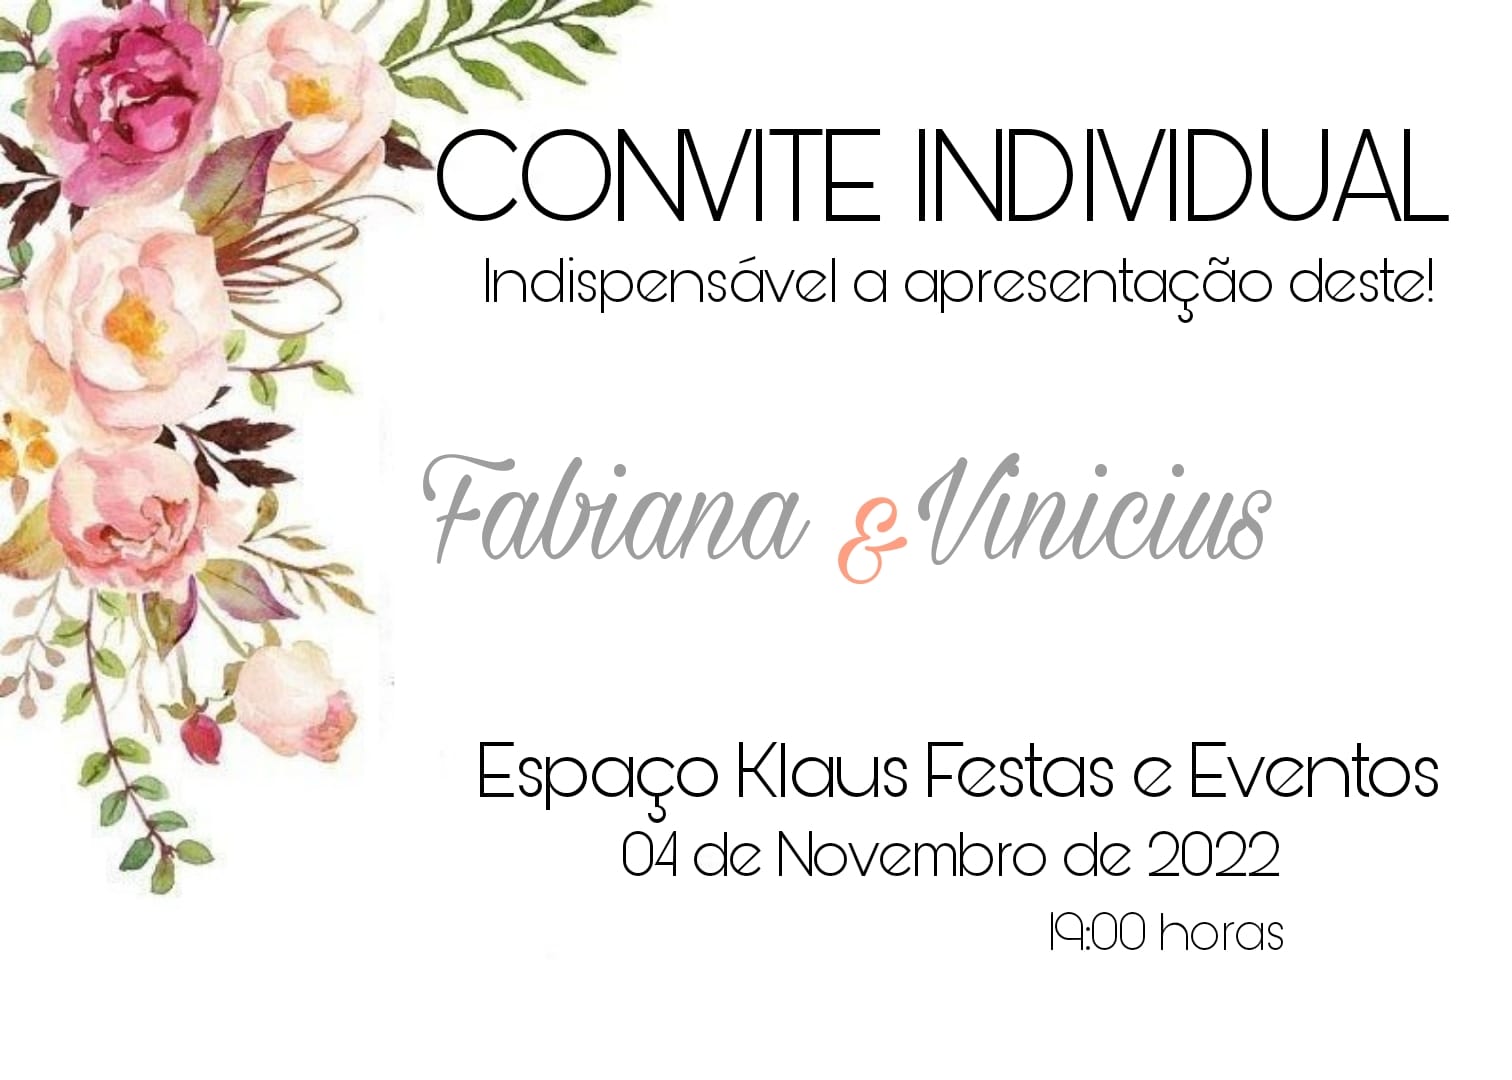 CONVITE INDIVIDUAL
Indispensável a apresentação deste!
Fabiana & Vinicius
Espaço Klaus Festas e Eventos
04 de Novembro de 2022
19:00 horas